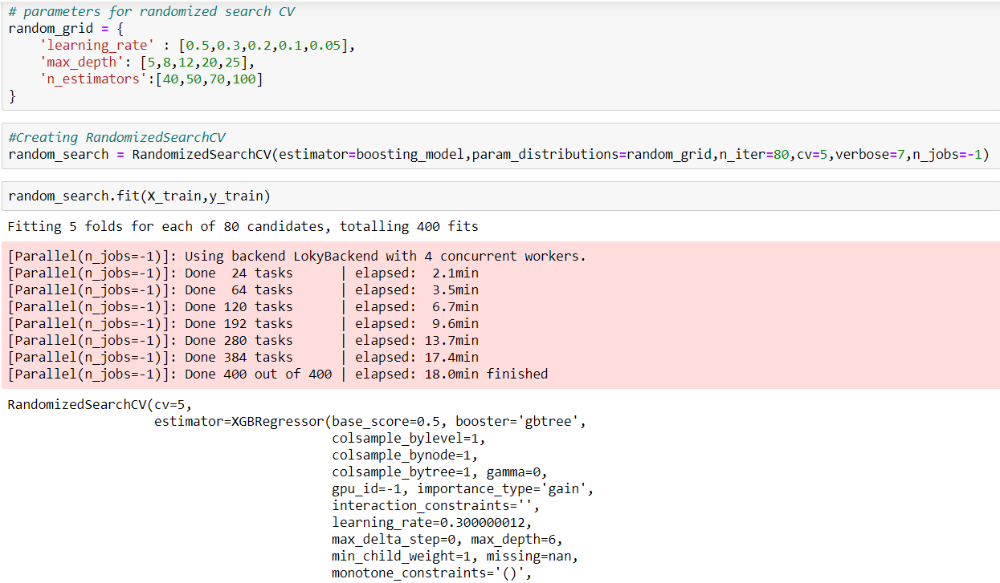 # parameters for randomized search CV
random_grid = {
    'learning_rate' : [0.5,0.3,0.2,0.1,0.05],
    'max_depth': [5,8,12,20,25],
    'n_estimators':[40,50,70,100]
}
#Creating RandomizedSearchCV
random_search = RandomizedSearchCV(estimator=boosting_model,param_distributions=random_grid,n_iter=80,cv=5,verbose=7,n_jobs=-1)
random_search.fit(X_train,y_train)
Fitting 5 folds for each of 80 candidates, totalling 400 fits
[Parallel(n_jobs=-1)]: Using backend LokyBackend with 4 concurrent workers.
[Parallel(n_jobs=-1)]: Done  24 tasks      | elapsed:  2.1min
[Parallel(n_jobs=-1)]: Done  64 tasks      | elapsed:  3.5min
[Parallel(n_jobs=-1)]: Done 120 tasks      | elapsed:  6.7min
[Parallel(n_jobs=-1)]: Done 192 tasks      | elapsed:  9.6min
[Parallel(n_jobs=-1)]: Done 280 tasks      | elapsed: 13.7min
[Parallel(n_jobs=-1)]: Done 384 tasks      | elapsed: 17.4min
[Parallel(n_jobs=-1)]: Done 400 out of 400 | elapsed: 18.0min finished
RandomizedSearchCV(cv=5,
                   estimator=XGBRegressor(base_score=0.5, booster='gbtree',
                                          colsample_bylevel=1,
                                          colsample_bynode=1,
                                          colsample_bytree=1, gamma=0,
                                          gpu_id=-1, importance_type='gain',
                                          interaction_constraints='',
                                          learning_rate=0.300000012,
                                          max_delta_step=0, max_depth=6,
                                          min_child_weight=1, missing=nan,
                                          monotone_constraints='()',